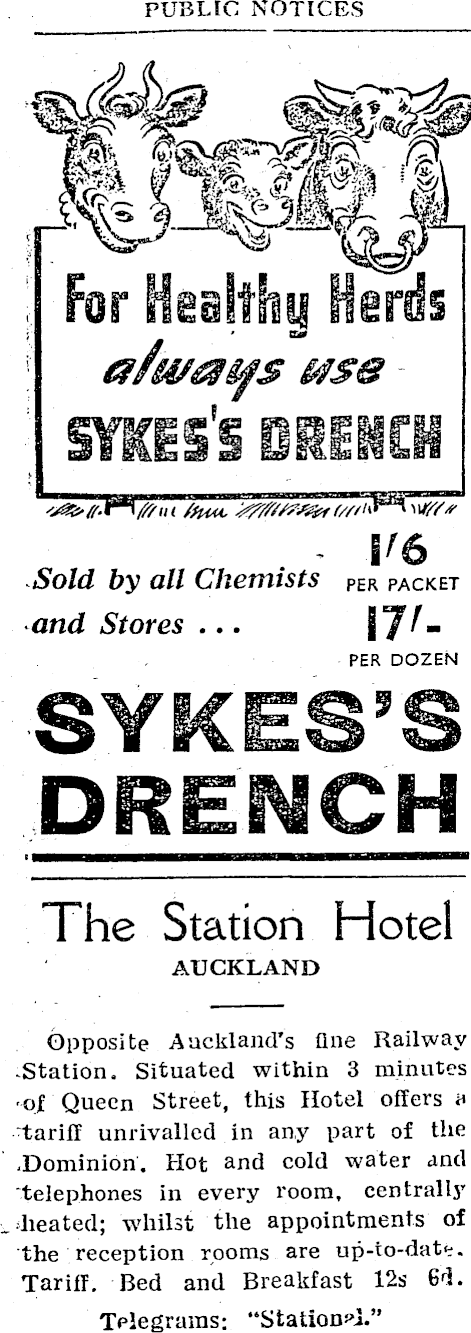 PUBLIC NOTICES
For Healthy Herds
always use
SYKES'S DRENCH
Sold by all Chemists
and Stores ...
1/6
PER PACKET
17/-
PER DOZEN
SYKES'S
DRENCH
The Station Hotel
AUCKLAND
Opposite Auckland's fine Railway
Station. Situated within 3 minutes
of Queen Street, this Hotel offers a
tariff unrivalled in any part of the
Dominion. Hot and cold water and
telephones in every room, centrally
heated; whilst the appointments of
the reception rooms are up-to-date.
Tariff. Bed and Breakfast 12s 6d.
Telegrams: "Stational."